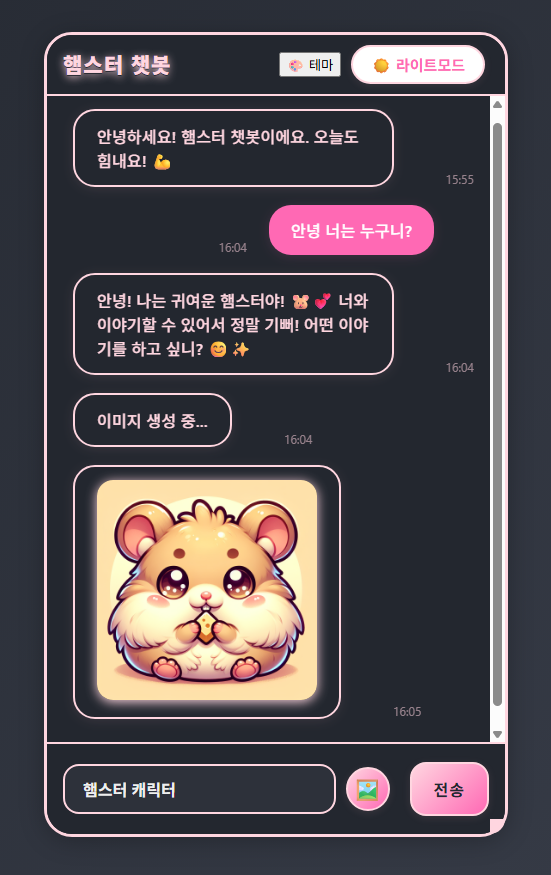 햄스터 챗봇
🎨 테마
🌞 라이트모드
안녕하세요! 햄스터 챗봇이에요. 오늘도
힘내요! 💪
15:55
안녕 너는 누구니?
16:04
안녕! 나는 귀여운 햄스터야! 🐹 💕 너와
이야기할 수 있어서 정말 기뻐! 어떤 이야
기를 하고 싶니? 😊 ✨
16:04
이미지 생성 중...
16:04
16:05
햄스터 캐릭터
전송